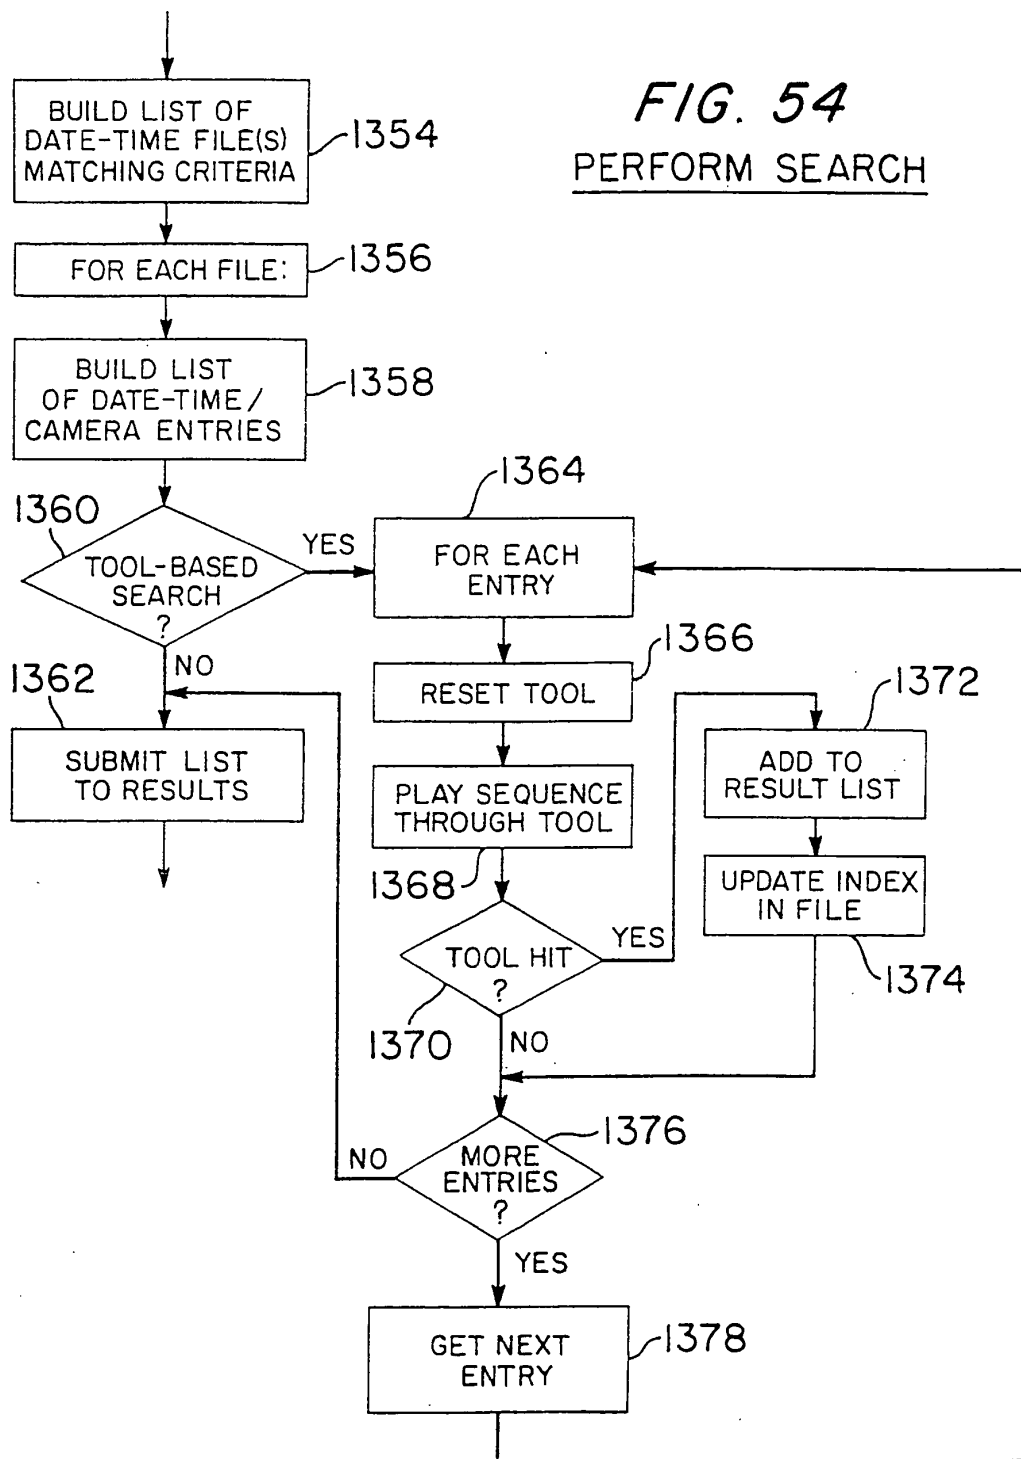 FIG. 54
PERFORM SEARCH
BUILD LIST OF
DATE-TIME FILE(S)
MATCHING CRITERIA
1354
FOR EACH FILE:
1356
BUILD LIST
OF DATE-TIME/
CAMERA ENTRIES
1358
1360
TOOL-BASED
SEARCH
?
YES
NO
1362
SUBMIT LIST
TO RESULTS
1364
FOR EACH
ENTRY
1366
RESET TOOL
PLAY SEQUENCE
THROUGH TOOL
1368
TOOL HIT
?
1370
YES
NO
1372
ADD TO
RESULT LIST
UPDATE INDEX
IN FILE
1374
1376
MORE
ENTRIES
?
NO
YES
GET NEXT
ENTRY
1378